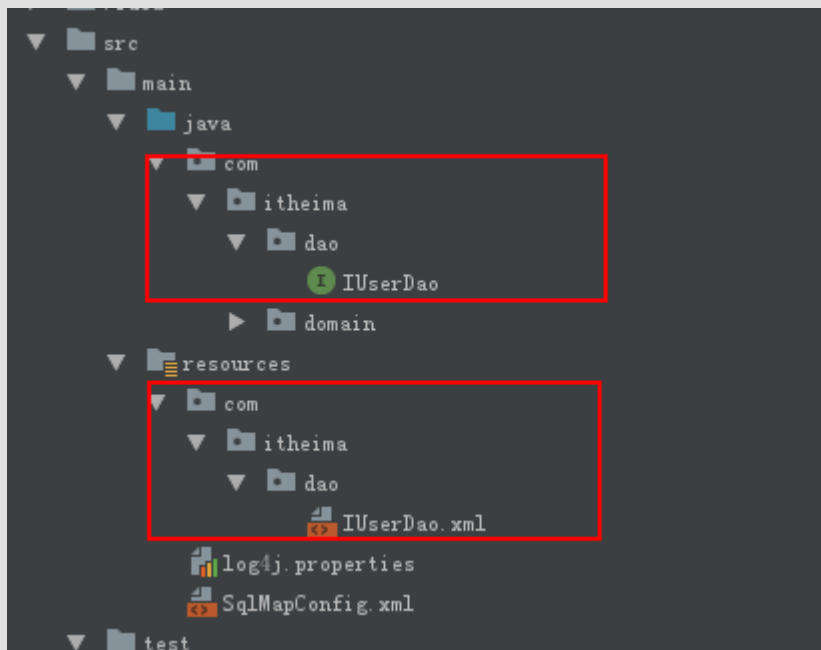 src
main
java
com
itheima
dao
I IUserDao
domain
resources
com
itheima
dao
IUserDao.xml
log4j.properties
SqlMapConfig.xml
test